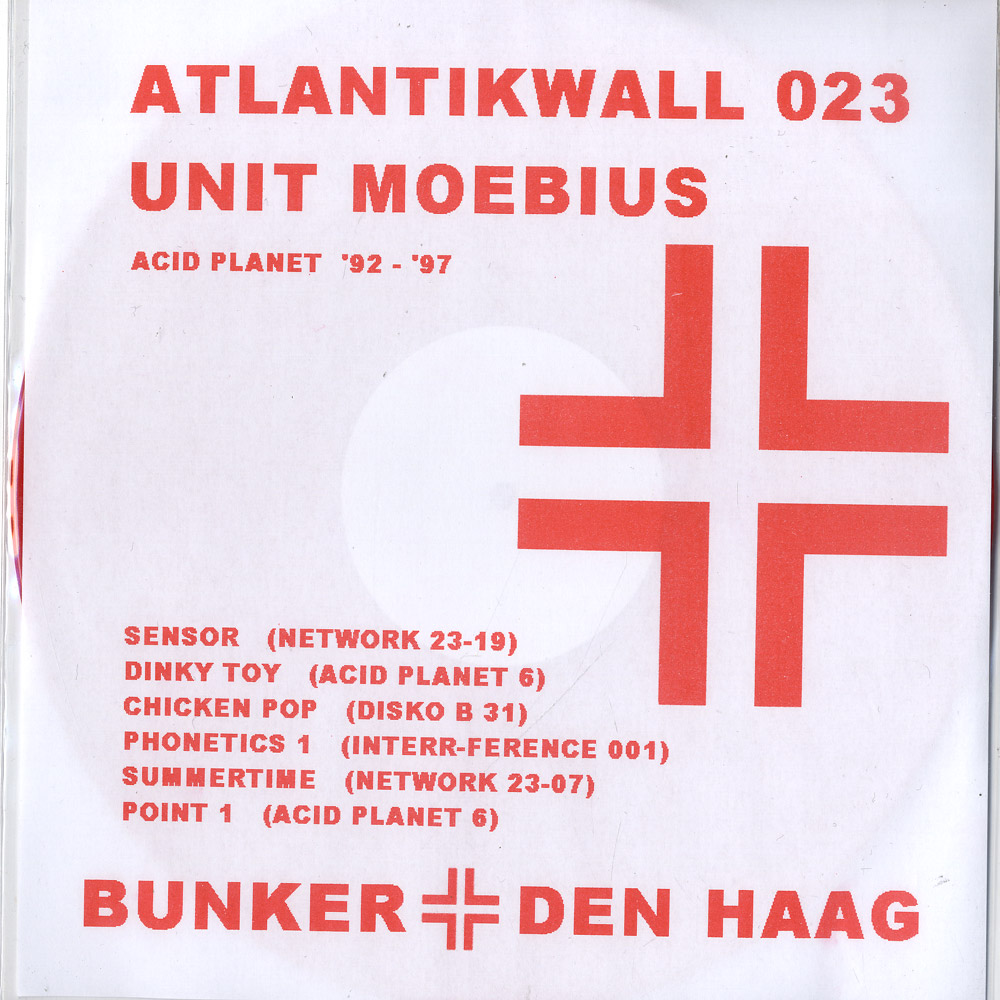 ATLANTIKWALL 023
UNIT MOEBIUS
ACID PLANET '92 - '97
SENSOR (NETWORK 23-19)
DINKY TOY (ACID PLANET 6)
CHICKEN POP (DISKO B 31)
PHONETICS 1 (INTERR-FERENCE 001)
SUMMERTIME (NETWORK 23-07)
POINT 1 (ACID PLANET 6)
BUNKER DEN HAAG